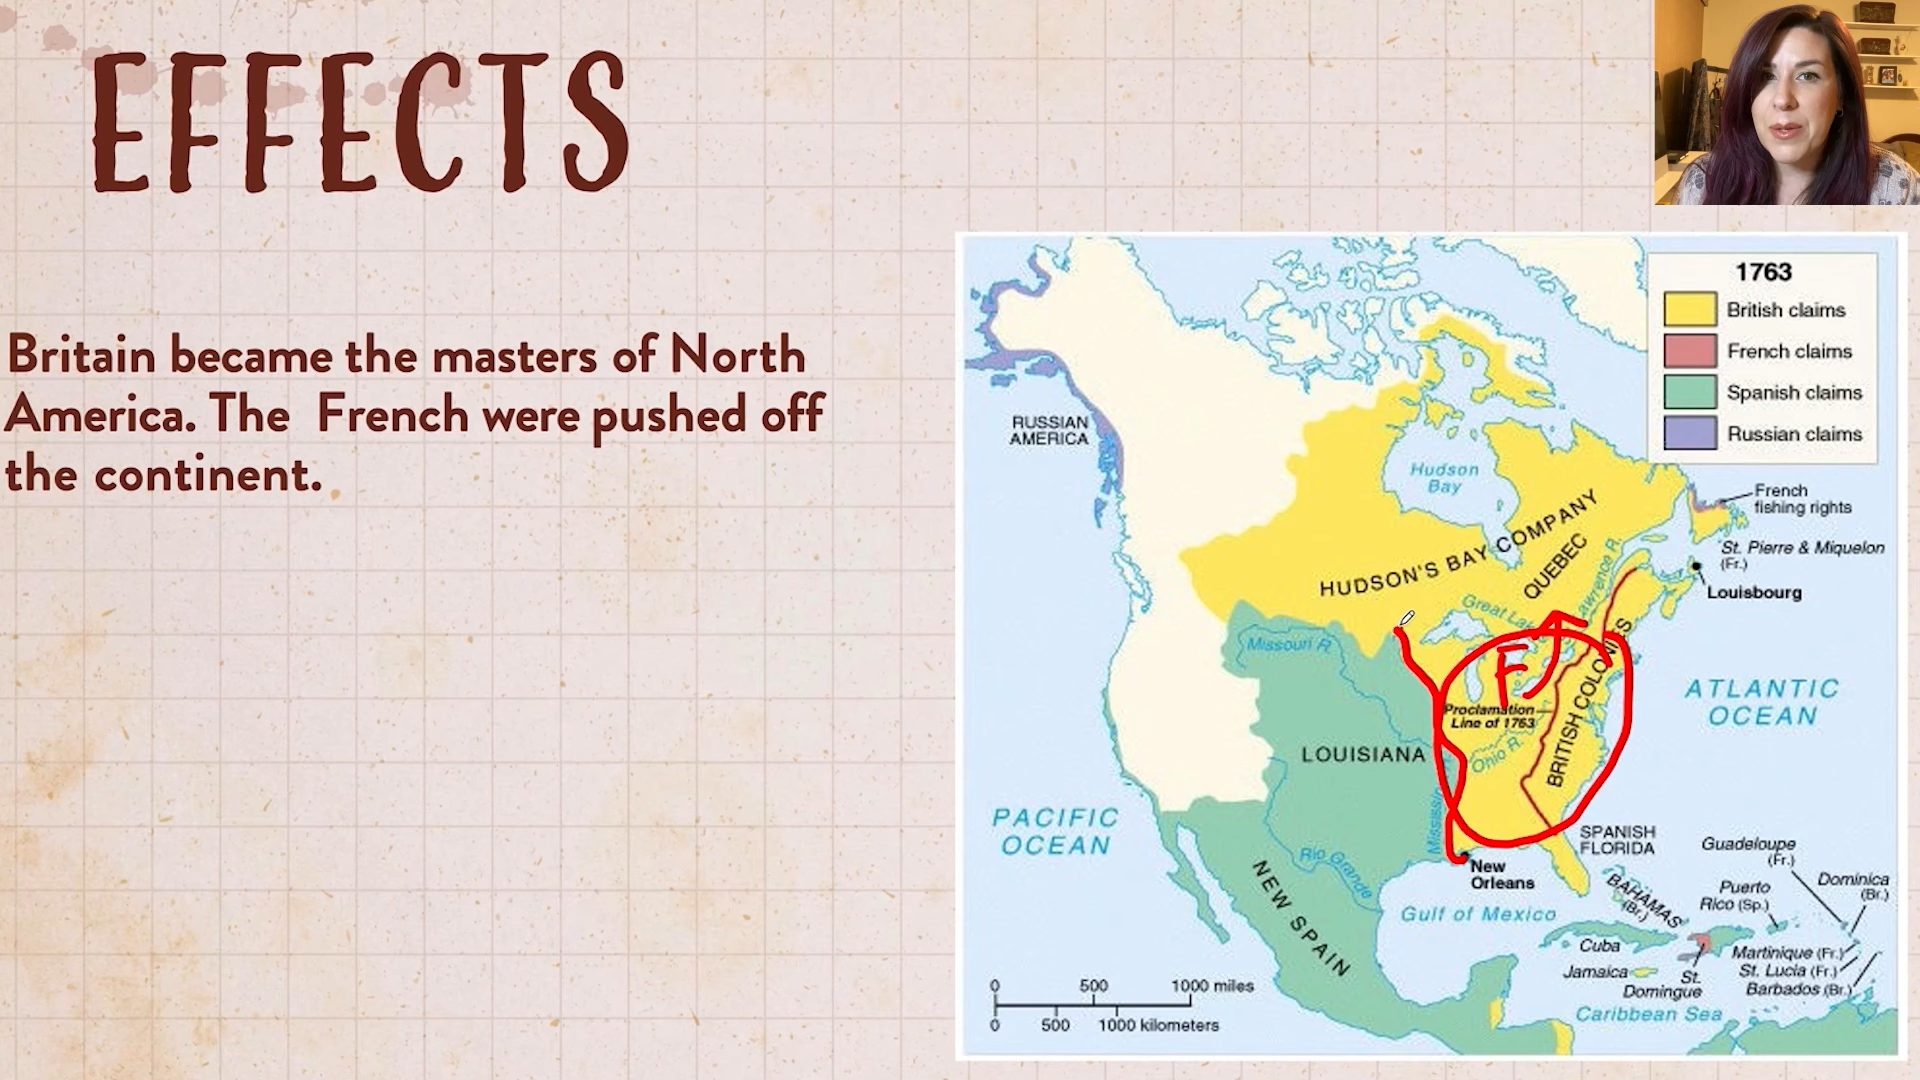 EFFECTS
Britain became the masters of North
America. The French were pushed off
the continent.
1763
British claims
French claims
Spanish claims
Russian claims
RUSSIAN
AMERICA
Hudson
Bay
French
fishing rights
St. Pierre & Miquelon
(Fr.)
Louisbourg
HUDSON'S BAY COMPANY
QUEBEC
Great
Missouri R.
F
BRITISH COLONIES
Proclamation
Line of 1763
Ohio R.
LOUISIANA
ATLANTIC
OCEAN
PACIFIC
OCEAN
SPANISH
FLORIDA
New
Orleans
Gulf of Mexico
Rio Grande
NEW SPAIN
BAHAMAS
(Br.)
Guadeloupe
(Fr.)
Dominica
(Br.)
Puerto
Rico (Sp.)
Cuba
Jamaica
St.
Domingue
Martinique (Fr.)
St. Lucia (Fr.)
Barbados (Br.)
Caribbean Sea
0 500 1000 miles
0 500 1000 kilometers